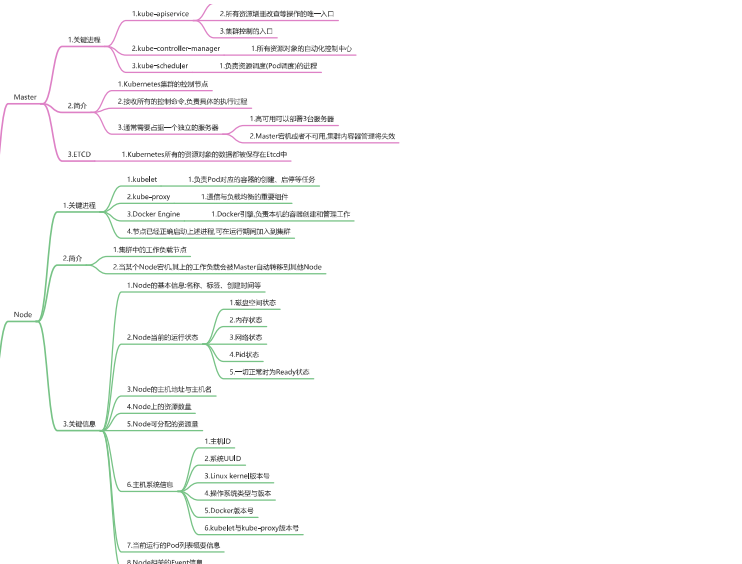 Master
1.关键进程
1.kube-apiservice
2.所有资源增删改查等操作的唯一入口
3.集群控制的入口
2.kube-controller-manager
1.所有资源对象的自动化控制中心
3.kube-scheduler
1.负责资源调度(Pod调度)的进程
2.简介
1.Kubernetes集群的控制节点
2.接收所有的控制命令,负责具体的执行过程
3.通常需要占据一个独立的服务器
1.高可用可以部署3台服务器
2.Master宕机或者不可用,集群内容器管理将失效
3.ETCD
1.Kubernetes所有的资源对象的数据都被保存在Etcd中
Node
1.关键进程
1.kubelet
1.负责Pod对应的容器的创建、启停等任务
2.kube-proxy
1.通信与负载均衡的重要组件
3.Docker Engine
1.Docker引擎,负责本机的容器创建和管理工作
4.节点已经正确启动上述进程,可在运行期间加入到集群
2.简介
1.集群中的工作负载节点
2.当某个Node宕机,其上的工作负载会被Master自动转移到其他Node
3.关键信息
1.Node的基本信息:名称、标签、创建时间等
2.Node当前的运行状态
1.磁盘空间状态
2.内存状态
3.网络状态
4.Pid状态
5.一切正常时为Ready状态
3.Node的主机地址与主机名
4.Node上的资源数量
5.Node可分配的资源量
6.主机系统信息
1.主机ID
2.系统UUID
3.Linux kernel版本号
4.操作系统类型与版本
5.Docker版本号
6.kubelet与kube-proxy版本号
7.当前运行的Pod列表概要信息
8.Node相关的Event信息